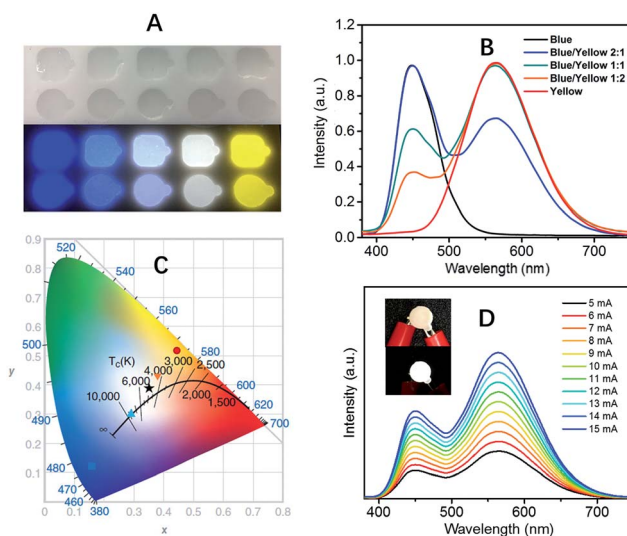 A
B
Blue
Blue/Yellow 2:1
Blue/Yellow 1:1
Blue/Yellow 1:2
Yellow
Intensity (a.u.)
1.2
1.0
0.8
0.6
0.4
0.2
0.0
400 500 600 700
Wavelength (nm)
C
0.9
0.8
0.7
0.6
0.5
0.4
0.3
0.2
0.1
y
520
540
560
500
580
600
620
700
490
480
470
460
380
T_C(K)
∞
10,000
6,000
4,000
3,000
2,500
2,000
1,500
0 0.1 0.2 0.3 0.4 0.5 0.6 0.7 0.8
x
D
5 mA
6 mA
7 mA
8 mA
9 mA
10 mA
11 mA
12 mA
13 mA
14 mA
15 mA
Intensity (a.u.)
400 500 600 700
Wavelength (nm)